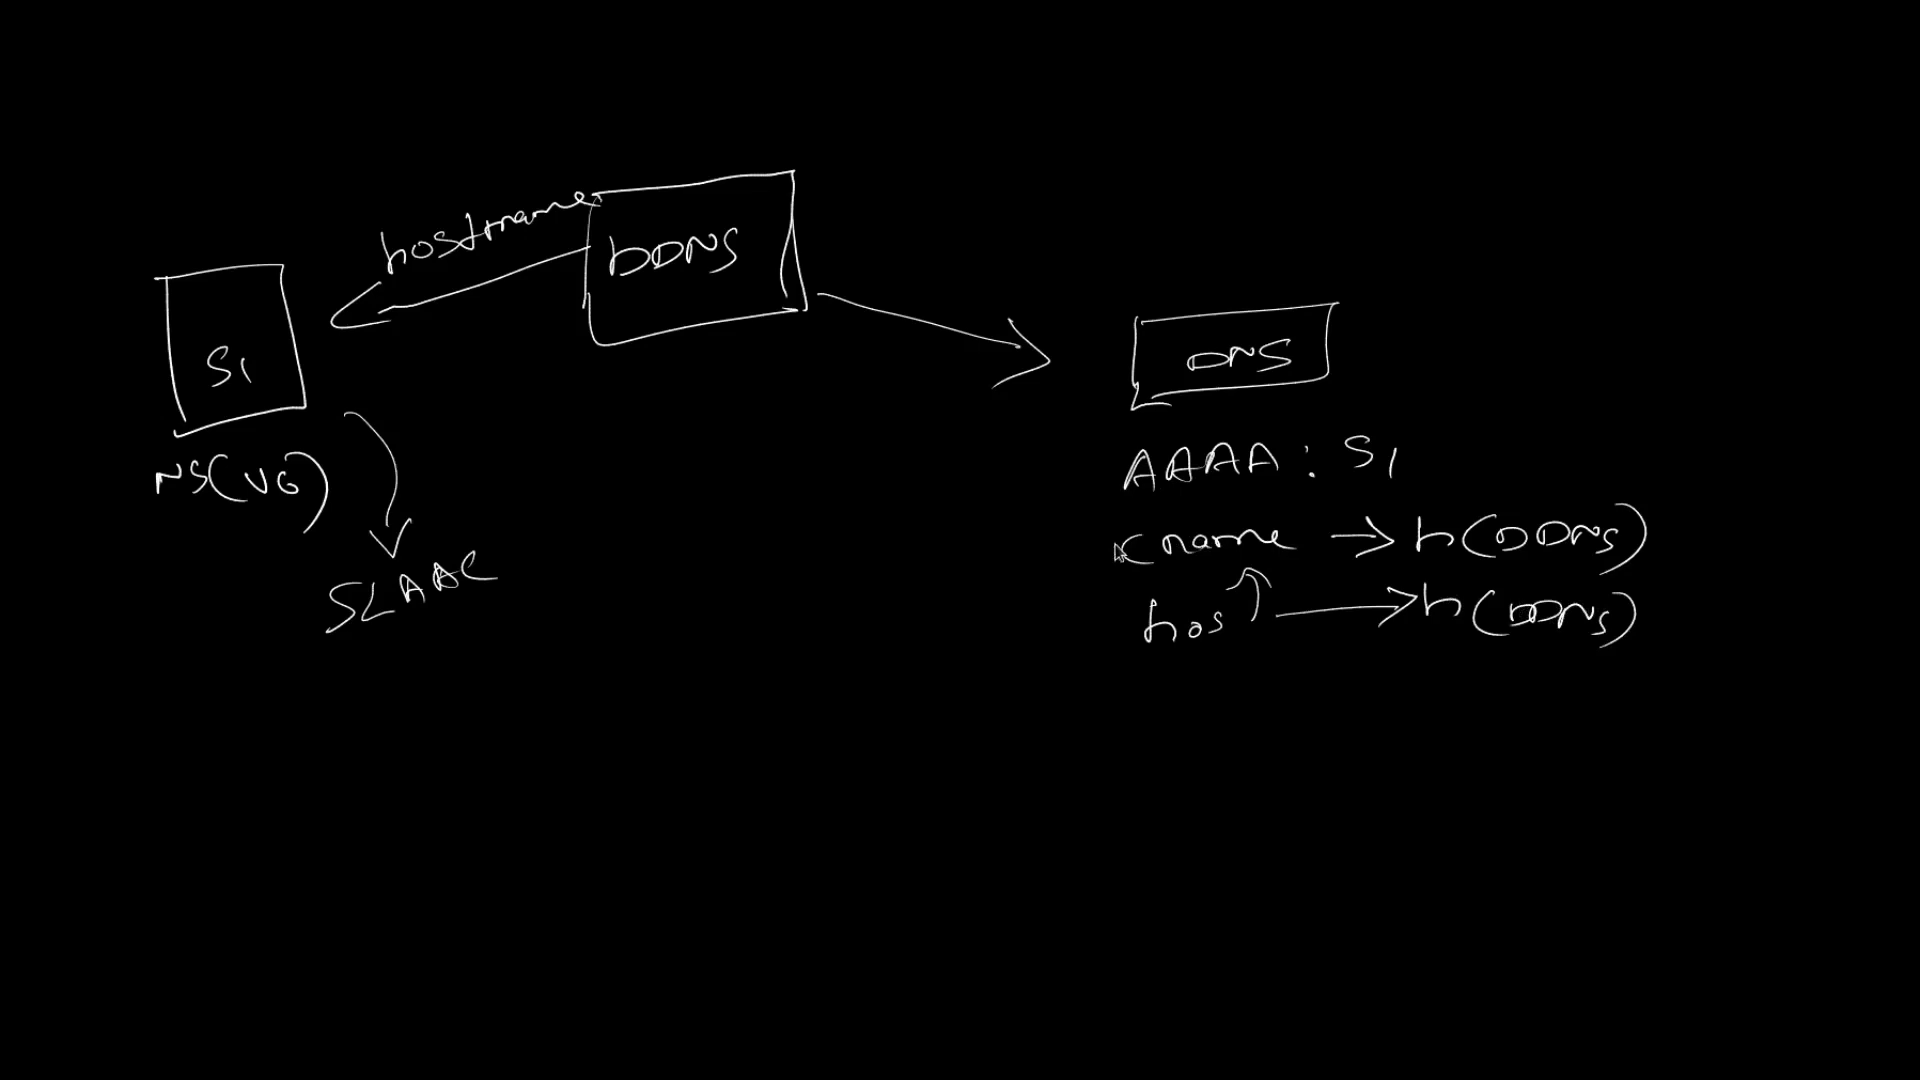 hostname
DDNS
S1
DNS
NS(V6)
AAAA : S1
cname → h(DDNS)
SLAAC
hos → h(DDNS)